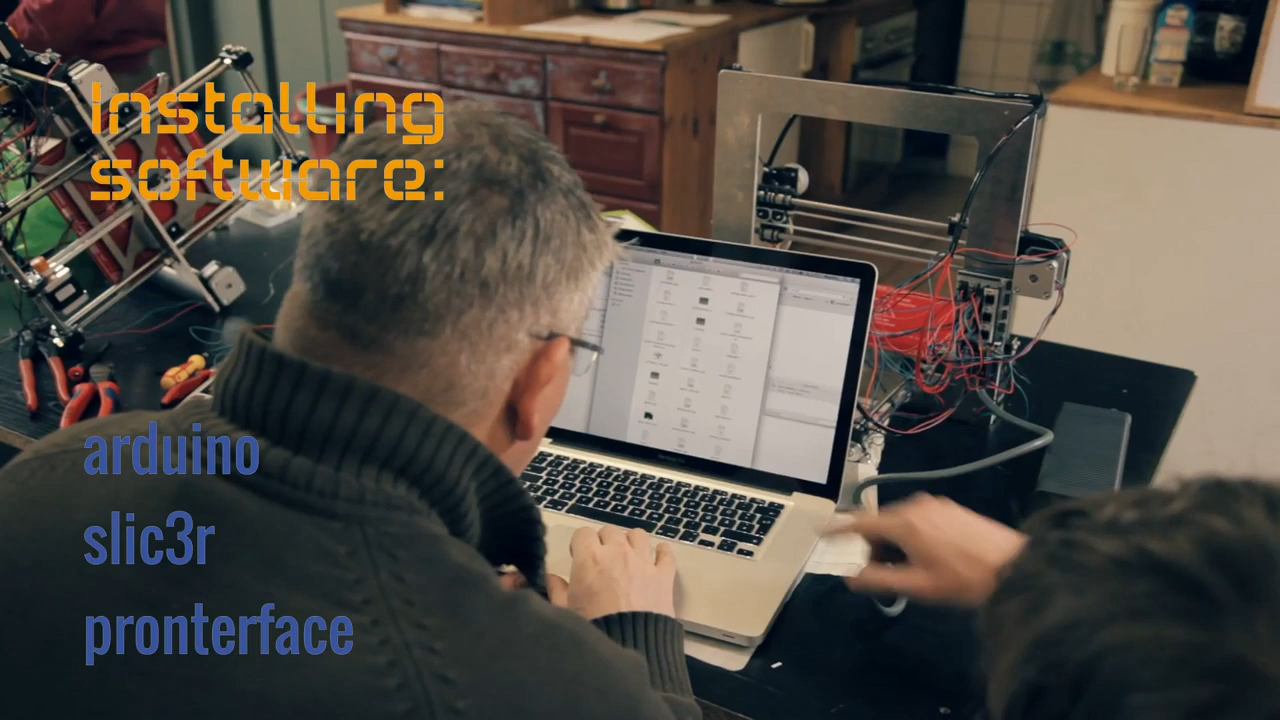 installing
software:
arduino
slic3r
pronterface